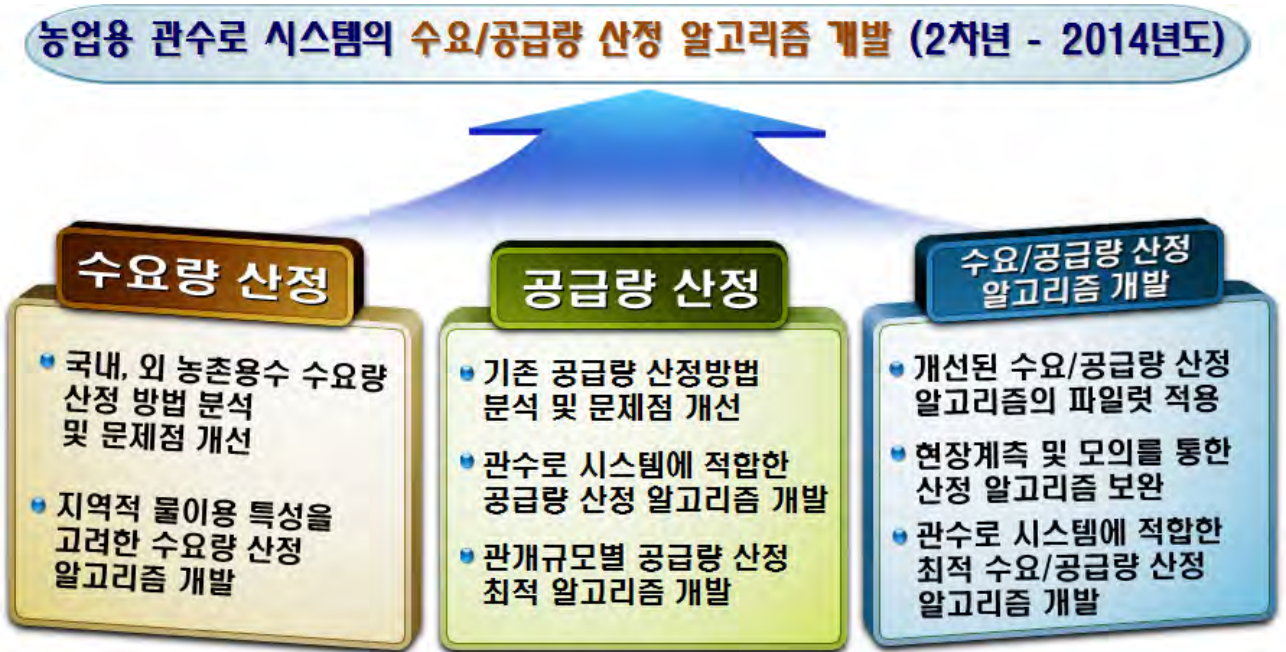 농업용 관수로 시스템의 수요/공급량 산정 알고리즘 개발 (2차년 - 2014년도)
수요량 산정
국내, 외 농촌용수 수요량
산정 방법 분석
및 문제점 개선
지역적 물이용 특성을
고려한 수요량 산정
알고리즘 개발
공급량 산정
기존 공급량 산정방법
분석 및 문제점 개선
관수로 시스템에 적합한
공급량 산정 알고리즘 개발
관개규모별 공급량 산정
최적 알고리즘 개발
수요/공급량 산정
알고리즘 개발
개선된 수요/공급량 산정
알고리즘의 파일럿 적용
현장계측 및 모의를 통한
산정 알고리즘 보완
관수로 시스템에 적합한
최적 수요/공급량 산정
알고리즘 개발